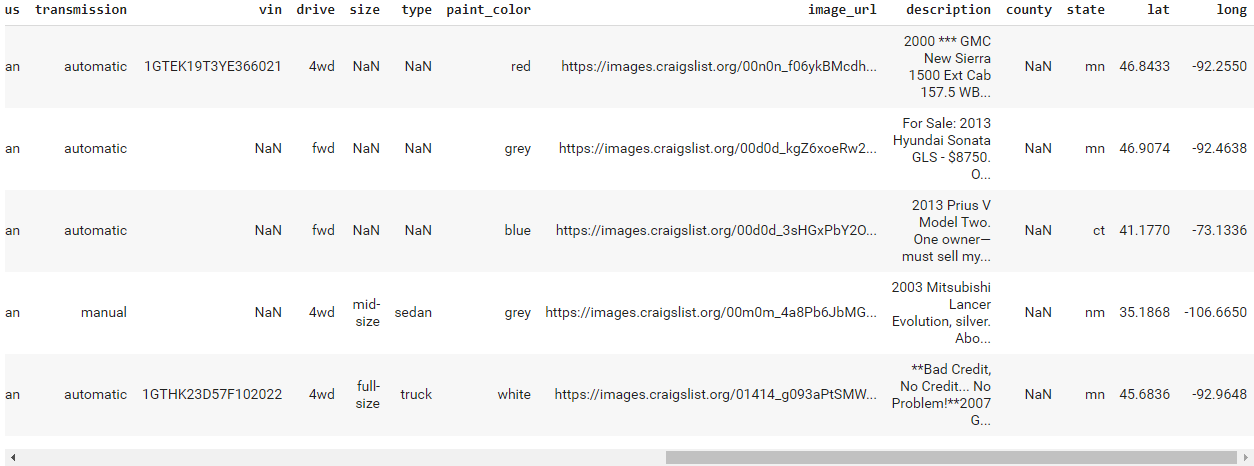 us transmission vin drive size type paint_color image_url description county state lat long
an automatic 1GTEK19T3YE366021 4wd NaN NaN red https://images.craigslist.org/00n0n_f06ykBMcdh... 2000 *** GMC New Sierra 1500 Ext Cab 157.5 WB... NaN mn 46.8433 -92.2550
an automatic NaN fwd NaN NaN grey https://images.craigslist.org/00d0d_kgZ6xoeRw2... For Sale: 2013 Hyundai Sonata GLS - $8750. O... NaN mn 46.9074 -92.4638
an automatic NaN fwd NaN NaN blue https://images.craigslist.org/00d0d_3sHGxPbY2O... 2013 Prius V Model Two. One owner—must sell my... NaN ct 41.1770 -73.1336
an manual NaN 4wd mid-size sedan grey https://images.craigslist.org/00m0m_4a8Pb6JbMG... 2003 Mitsubishi Lancer Evolution, silver. Abo... NaN nm 35.1868 -106.6650
an automatic 1GTHK23D57F102022 4wd full-size truck white https://images.craigslist.org/01414_g093aPtSMW... **Bad Credit, No Credit... No Problem!**2007 G... NaN mn 45.6836 -92.9648